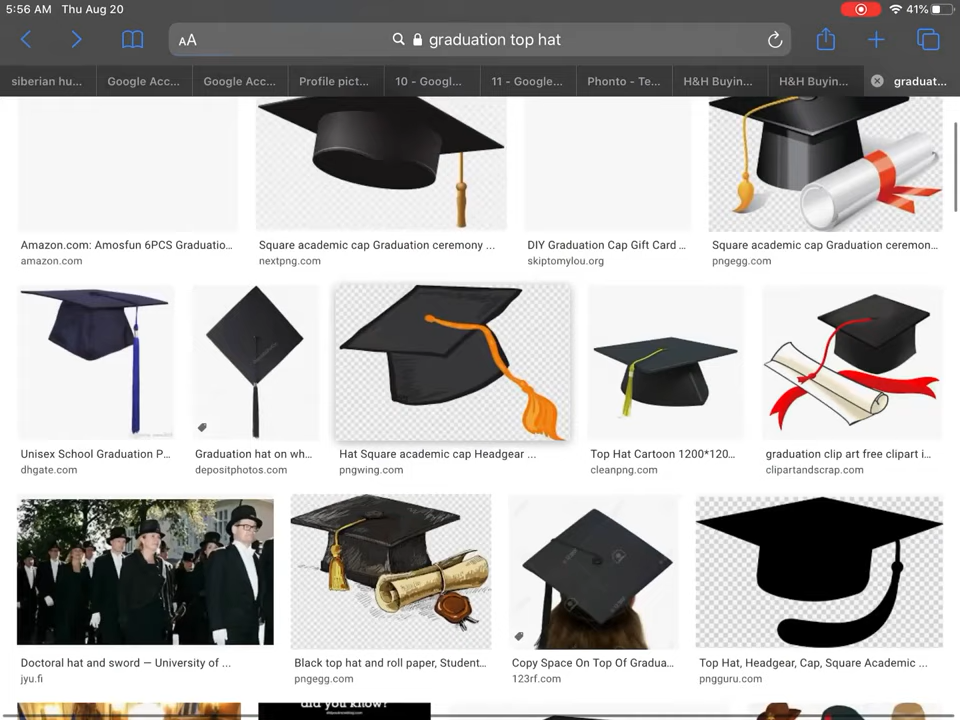 5:56 AM Thu Aug 20
41%
AA
graduation top hat
siberian hu...
Google Acc...
Google Acc...
Profile pict...
10 - Googl...
11 - Google...
Phonto - Te...
H&H Buyin...
H&H Buyin...
graduat...
Amazon.com: Amosfun 6PCS Graduatio...
amazon.com
Square academic cap Graduation ceremony ...
nextpng.com
DIY Graduation Cap Gift Card ...
skiptomylou.org
Square academic cap Graduation ceremon...
pngegg.com
Unisex School Graduation P...
dhgate.com
Graduation hat on wh...
depositphotos.com
Hat Square academic cap Headgear ...
pngwing.com
Top Hat Cartoon 1200*120...
cleanpng.com
graduation clip art free clipart i...
clipartandscrap.com
Doctoral hat and sword — University of ...
jyu.fi
Black top hat and roll paper, Student...
pngegg.com
Copy Space On Top Of Gradua...
123rf.com
Top Hat, Headgear, Cap, Square Academic ...
pngguru.com
did you know?